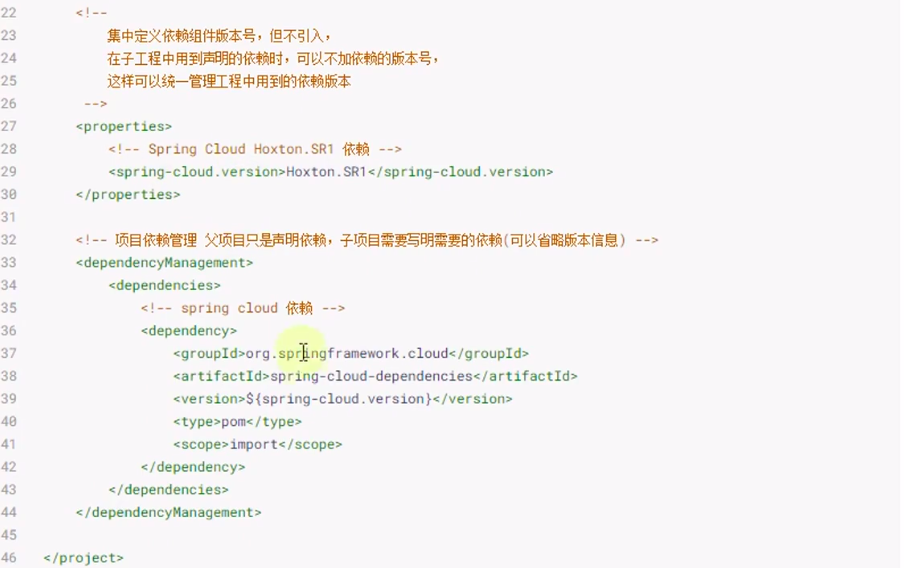 22 <!--
23 集中定义依赖组件版本号，但不引入，
24 在子工程中用到声明的依赖时，可以不加依赖的版本号，
25 这样可以统一管理工程中用到的依赖版本
26 -->
27 <properties>
28 <!-- Spring Cloud Hoxton.SR1 依赖 -->
29 <spring-cloud.version>Hoxton.SR1</spring-cloud.version>
30 </properties>
31
32 <!-- 项目依赖管理 父项目只是声明依赖，子项目需要写明需要的依赖(可以省略版本信息) -->
33 <dependencyManagement>
34 <dependencies>
35 <!-- spring cloud 依赖 -->
36 <dependency>
37 <groupId>org.springframework.cloud</groupId>
38 <artifactId>spring-cloud-dependencies</artifactId>
39 <version>${spring-cloud.version}</version>
40 <type>pom</type>
41 <scope>import</scope>
42 </dependency>
43 </dependencies>
44 </dependencyManagement>
45
46 </project>